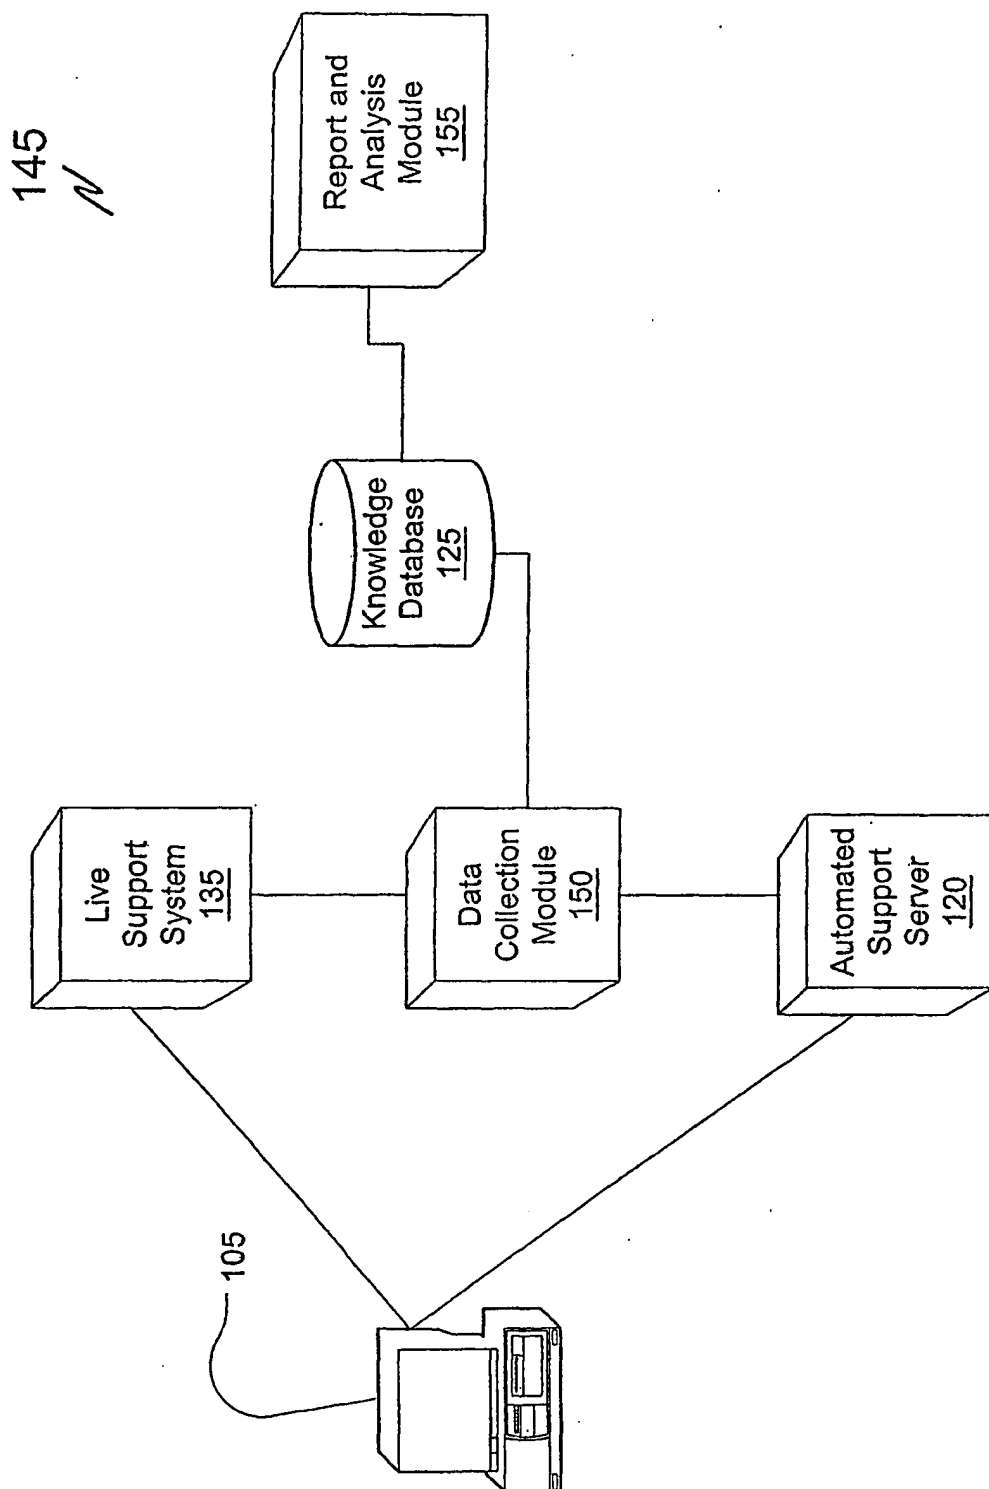 145
Report and
Analysis
Module
155
Knowledge
Database
125
Live
Support
System
135
Data
Collection
Module
150
Automated
Support
Server
120
105